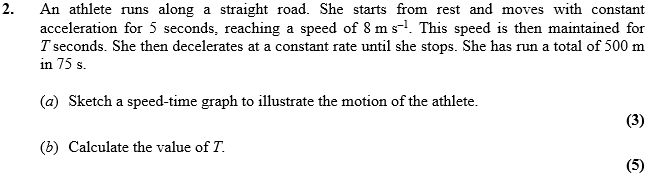 2. An athlete runs along a straight road. She starts from rest and moves with constant
acceleration for 5 seconds, reaching a speed of 8 m s⁻¹. This speed is then maintained for
T seconds. She then decelerates at a constant rate until she stops. She has run a total of 500 m
in 75 s.
(a) Sketch a speed-time graph to illustrate the motion of the athlete.
(3)
(b) Calculate the value of T.
(5)